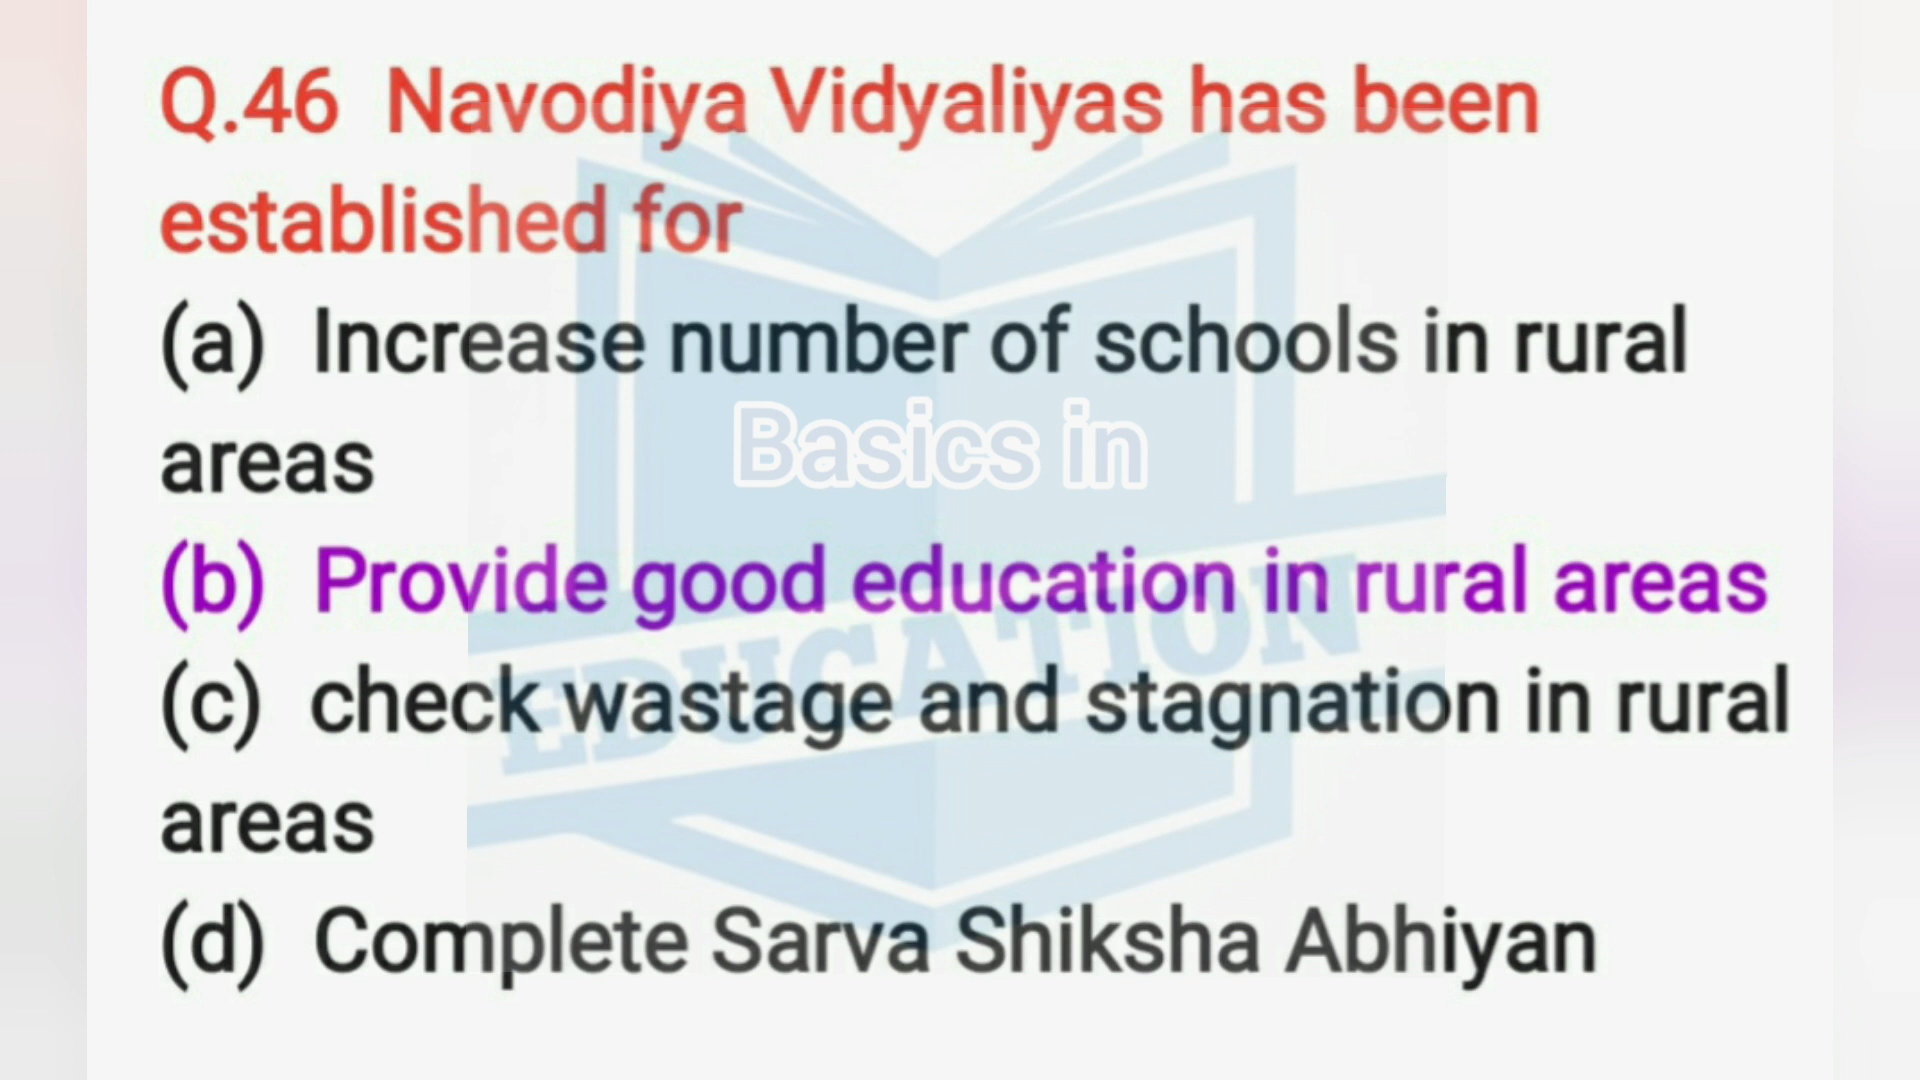 Q.46 Navodiya Vidyaliyas has been
established for
(a) Increase number of schools in rural
areas
Basics in
(b) Provide good education in rural areas
EDUCATION
(c) check wastage and stagnation in rural
areas
(d) Complete Sarva Shiksha Abhiyan